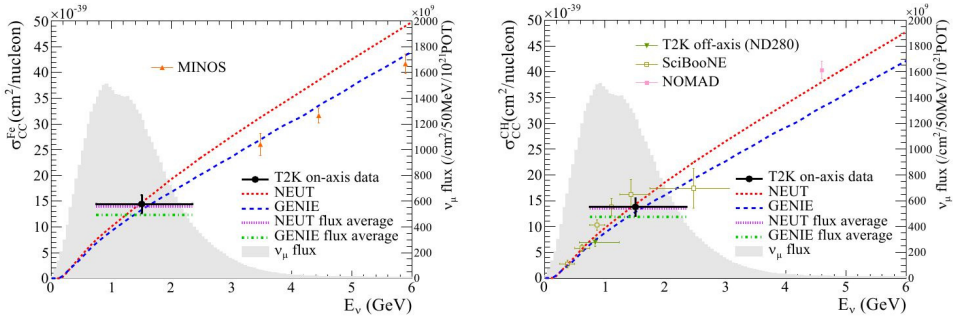 50 ×10⁻³⁹
45
40
35
30
25
20
15
10
5
0
σ^Fe_CC (cm²/nucleon)
MINOS
T2K on-axis data
NEUT
GENIE
NEUT flux average
GENIE flux average
ν_μ flux
0 1 2 3 4 5 6
E_ν (GeV)
×10⁹
2000
1800
1600
1400
1200
1000
800
600
400
200
0
ν_μ flux (/cm²/50MeV/10²¹POT)
50 ×10⁻³⁹
45
40
35
30
25
20
15
10
5
0
σ^CH_CC (cm²/nucleon)
T2K off-axis (ND280)
SciBooNE
NOMAD
T2K on-axis data
NEUT
GENIE
NEUT flux average
GENIE flux average
ν_μ flux
0 1 2 3 4 5 6
E_ν (GeV)
×10⁹
2000
1800
1600
1400
1200
1000
800
600
400
200
0
ν_μ flux (/cm²/50MeV/10²¹POT)